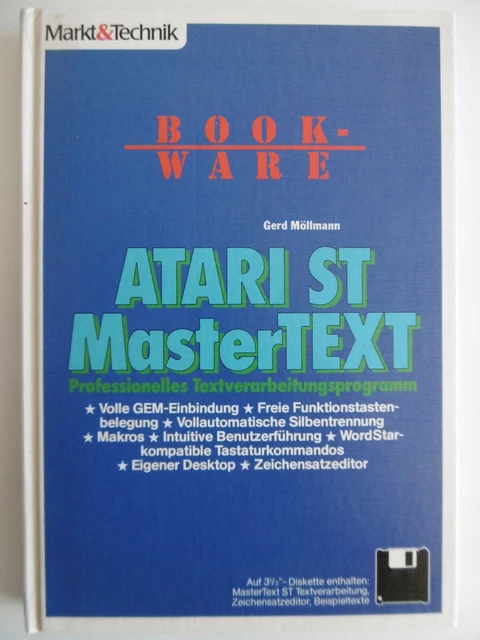 Markt&Technik
BOOK-
WARE
Gerd Möllmann
ATARI ST
MasterTEXT
Professionelles Textverarbeitungsprogramm
★ Volle GEM-Einbindung ★ Freie Funktionstasten-
belegung ★ Vollautomatische Silbentrennung
★ Makros ★ Intuitive Benutzerführung ★ WordStar-
kompatible Tastaturkommandos
★ Eigener Desktop ★ Zeichensatzeditor
Auf 3½"-Diskette enthalten:
MasterText ST Textverarbeitung,
Zeichensatzeditor, Beispieltexte